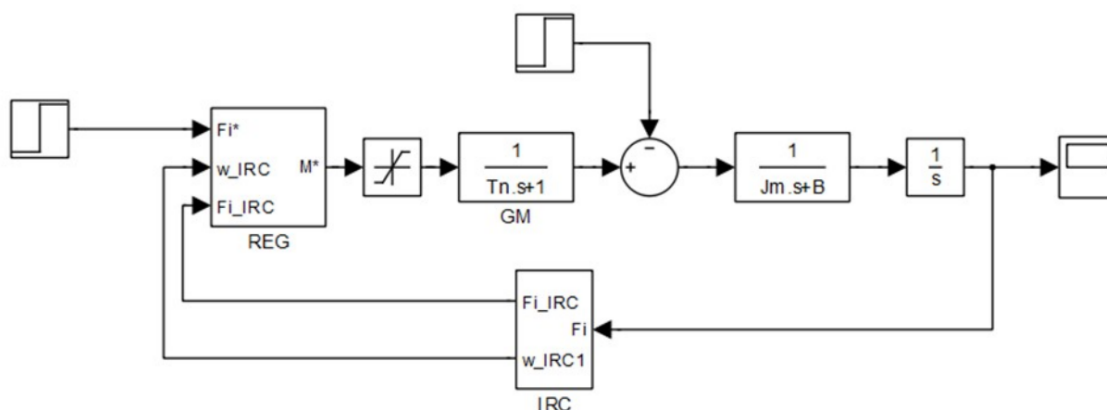 Fi*
w_IRC
Fi_IRC
M*
REG
1
Tn.s+1
GM
−
+
1
Jm.s+B
1
s
Fi_IRC
Fi
w_IRC1
IRC